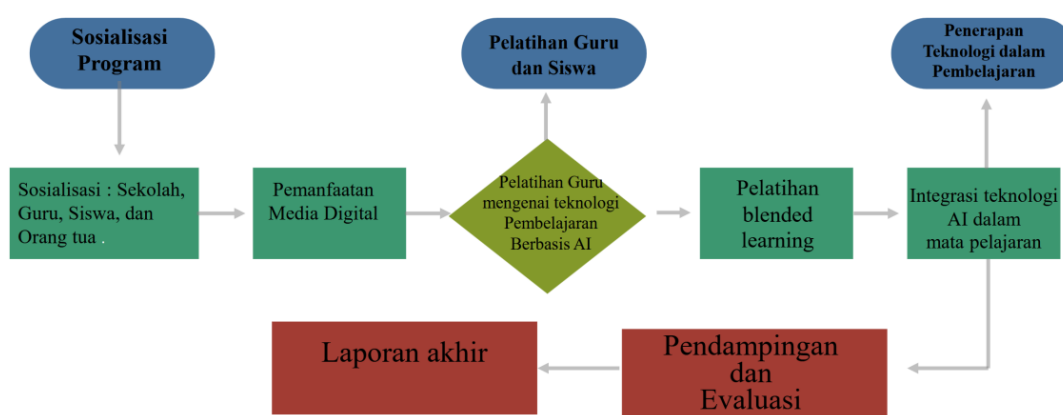 Sosialisasi
Program
Pelatihan Guru
dan Siswa
Penerapan
Teknologi dalam
Pembelajaran
Sosialisasi : Sekolah,
Guru, Siswa, dan
Orang tua .
Pemanfaatan
Media Digital
Pelatihan Guru
mengenai teknologi
Pembelajaran
Berbasis AI
Pelatihan
blended
learning
Integrasi teknologi
AI dalam
mata pelajaran
Laporan akhir
Pendampingan
dan
Evaluasi